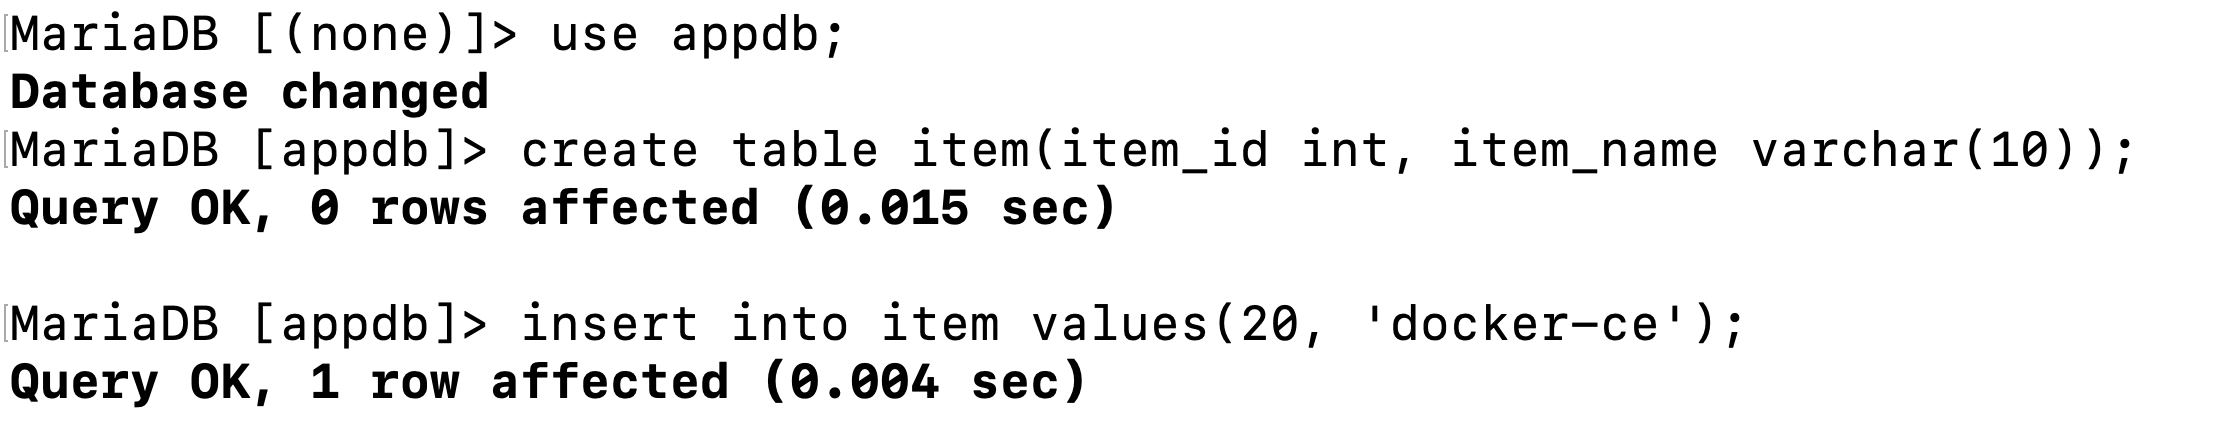 MariaDB [(none)]> use appdb;
Database changed
MariaDB [appdb]> create table item(item_id int, item_name varchar(10));
Query OK, 0 rows affected (0.015 sec)
MariaDB [appdb]> insert into item values(20, 'docker-ce');
Query OK, 1 row affected (0.004 sec)